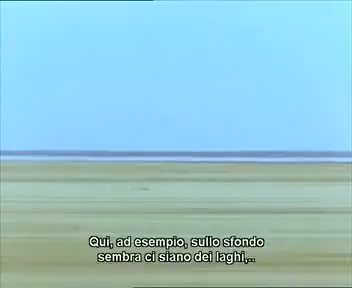 Qui, ad esempio, sullo sfondo
sembra ci siano dei laghi,..